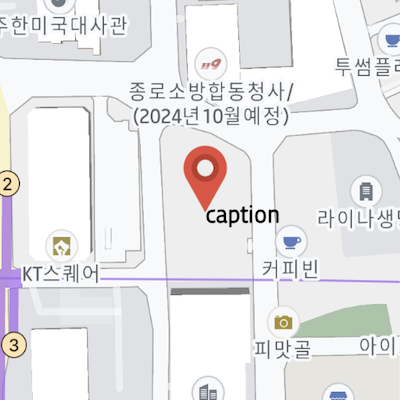 주한미국대사관
119
투썸플레
종로소방합동청사/
(2024년10월예정)
2
caption
라이나생명
KT스퀘어
커피빈
3
피맛골
아이